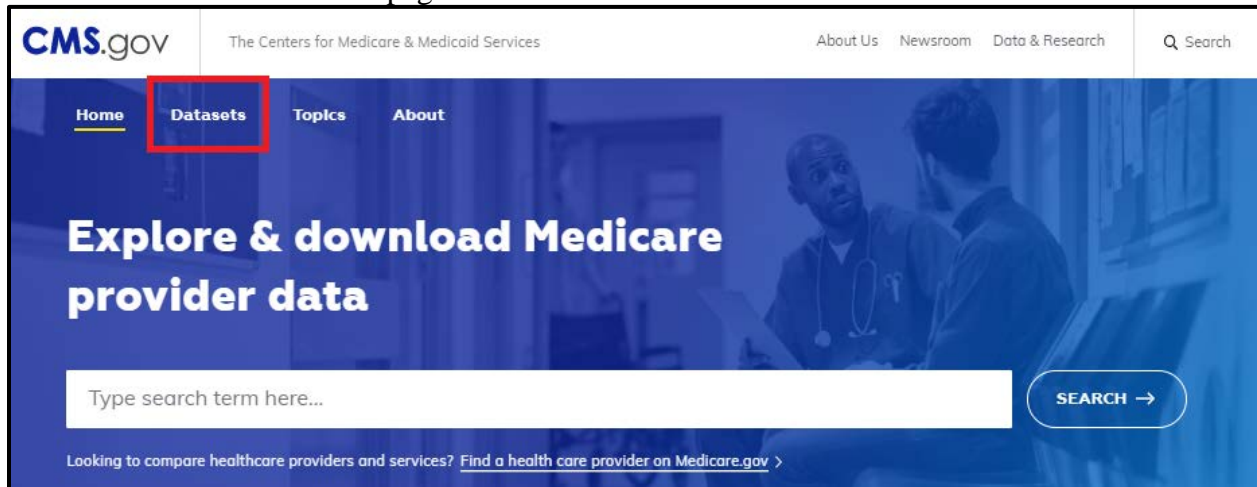 CMS.gov
The Centers for Medicare & Medicaid Services
About Us Newsroom Data & Research
Search
Home Datasets Topics About
Explore & download Medicare
provider data
Type search term here...
SEARCH →
Looking to compare healthcare providers and services? Find a health care provider on Medicare.gov >